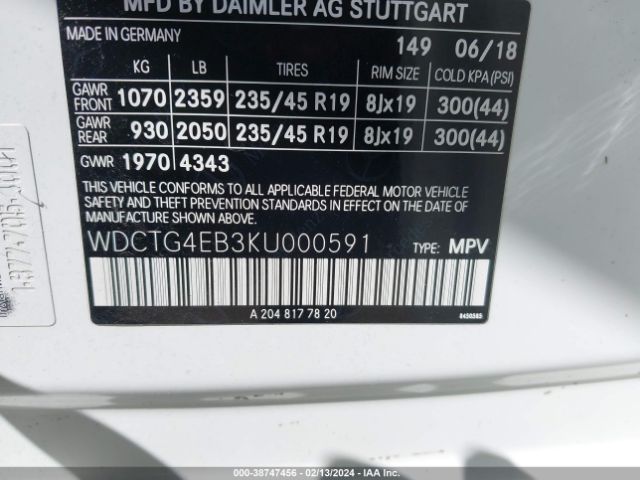 MFD BY DAIMLER AG STUTTGART
MADE IN GERMANY 149 06/18
KG LB TIRES RIM SIZE COLD KPA (PSI)
GAWR FRONT 1070 2359 235/45 R19 8Jx19 300(44)
GAWR REAR 930 2050 235/45 R19 8Jx19 300(44)
GVWR 1970 4343
THIS VEHICLE CONFORMS TO ALL APPLICABLE FEDERAL MOTOR VEHICLE
SAFETY AND THEFT PREVENTION STANDARDS IN EFFECT ON THE DATE
OF MANUFACTURE SHOWN ABOVE.
WDCTG4EB3KU000591 TYPE: MPV
A 204 817 78 20
000-38747456 - 02/13/2024 - IAA Inc.